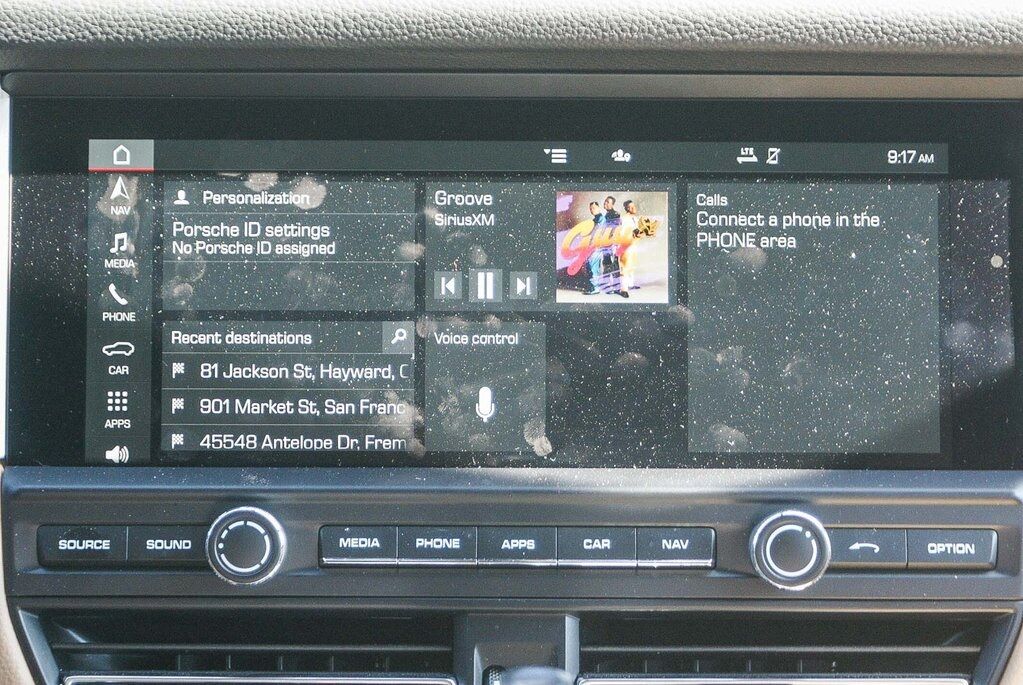 LTE
9:17 AM
NAV
MEDIA
PHONE
CAR
APPS
Personalization
Porsche ID settings
No Porsche ID assigned
Groove
SiriusXM
Guy
Calls
Connect a phone in the
PHONE area
Recent destinations
81 Jackson St, Hayward, C
901 Market St, San Franc
45548 Antelope Dr, Frem
Voice control
SOURCE
SOUND
MEDIA
PHONE
APPS
CAR
NAV
OPTION